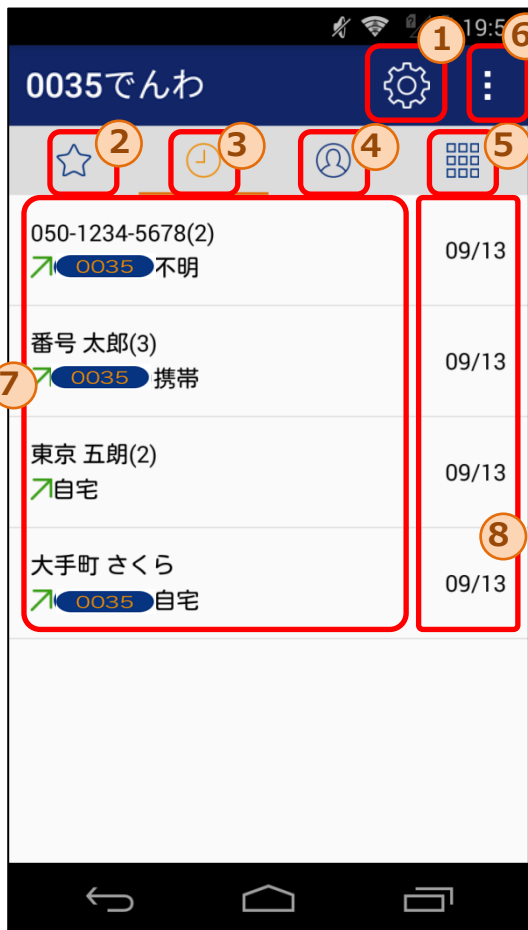 19:5
1
6
0035でんわ
2
3
4
5
050-1234-5678(2)
0035 不明
09/13
番号 太郎(3)
0035 携帯
09/13
7
東京 五朗(2)
自宅
09/13
8
大手町 さくら
0035 自宅
09/13